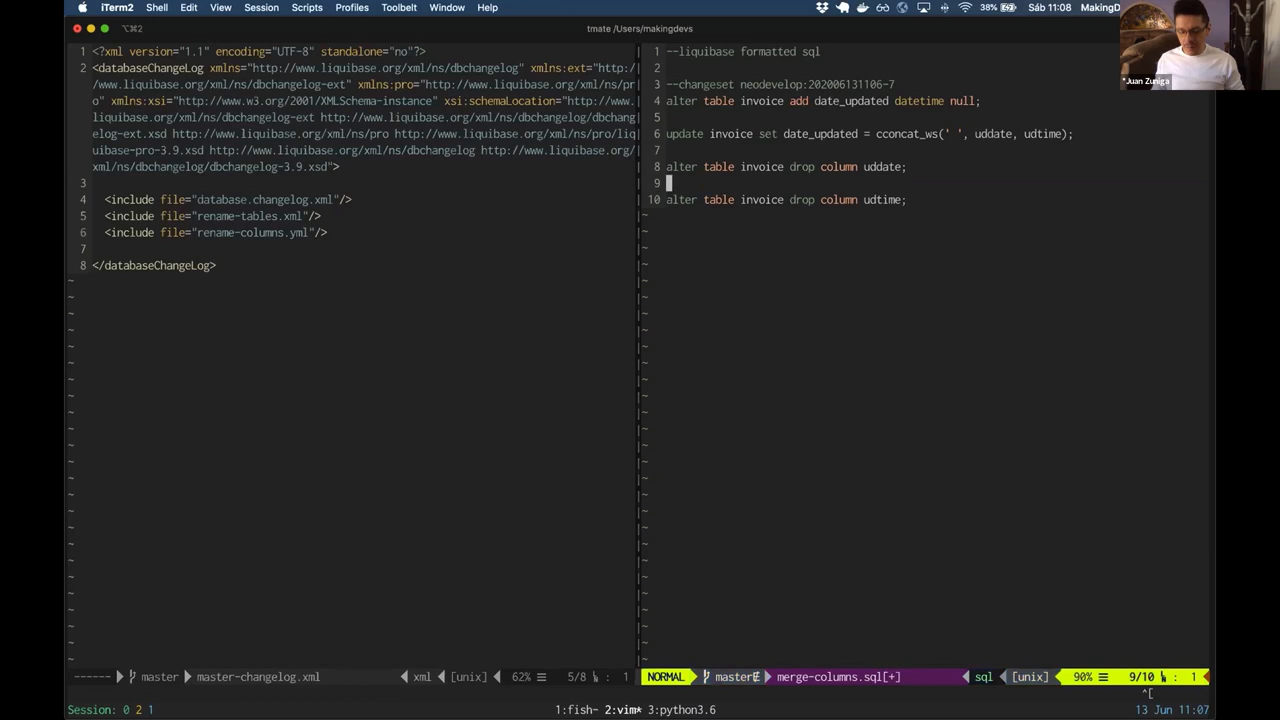 iTerm2 Shell Edit View Session Scripts Profiles Toolbelt Window Help 38% Sáb 11:08 MakingD
⌥⌘2 tmate /Users/makingdevs
*Juan Zuniga
1 <?xml version="1.1" encoding="UTF-8" standalone="no"?>
2 <databaseChangeLog xmlns="http://www.liquibase.org/xml/ns/dbchangelog" xmlns:ext="http:/
/www.liquibase.org/xml/ns/dbchangelog-ext" xmlns:pro="http://www.liquibase.org/xml/ns/pr
o" xmlns:xsi="http://www.w3.org/2001/XMLSchema-instance" xsi:schemaLocation="http://www.
liquibase.org/xml/ns/dbchangelog-ext http://www.liquibase.org/xml/ns/dbchangelog/dbchang
elog-ext.xsd http://www.liquibase.org/xml/ns/pro http://www.liquibase.org/xml/ns/pro/liq
uibase-pro-3.9.xsd http://www.liquibase.org/xml/ns/dbchangelog http://www.liquibase.org/
xml/ns/dbchangelog/dbchangelog-3.9.xsd">
3
4 <include file="database.changelog.xml"/>
5 <include file="rename-tables.xml"/>
6 <include file="rename-columns.yml"/>
7
8 </databaseChangeLog>
1 --liquibase formatted sql
2
3 --changeset neodevelop:202006131106-7
4 alter table invoice add date_updated datetime null;
5
6 update invoice set date_updated = cconcat_ws(' ', uddate, udtime);
7
8 alter table invoice drop column uddate;
9
10 alter table invoice drop column udtime;
------ master master-changelog.xml xml [unix] 62% 5/8 : 1
NORMAL master merge-columns.sql[+] sql [unix] 90% 9/10 : 1
^[
Session: 0 2 1 1:fish- 2:vim* 3:python3.6 13 Jun 11:07